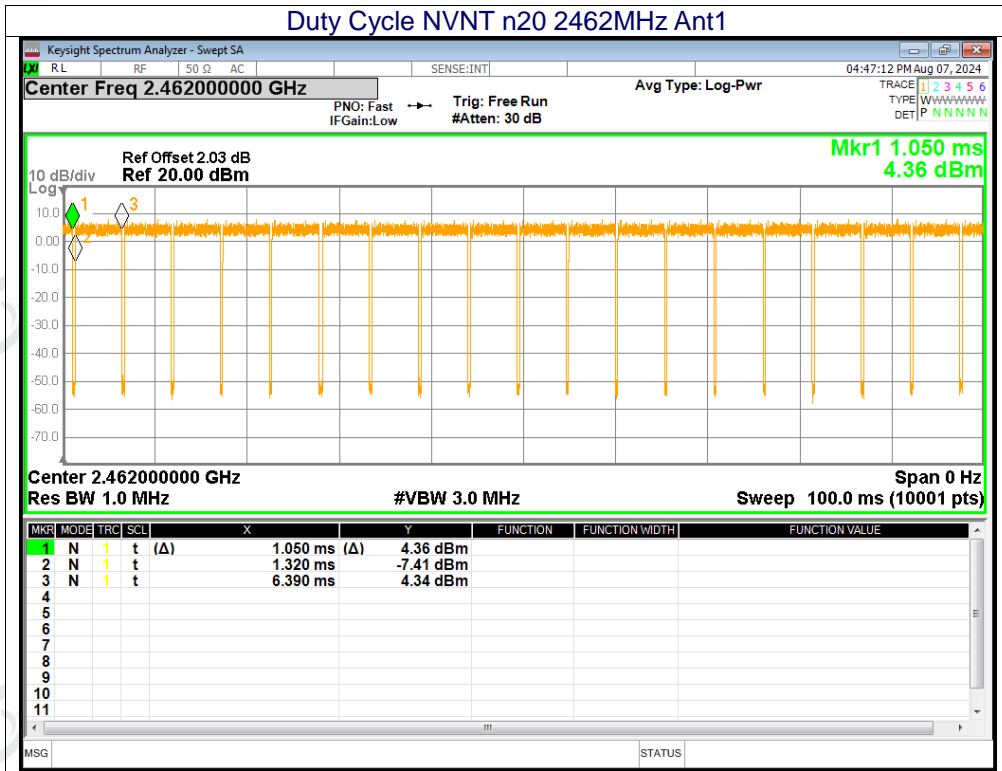 Duty Cycle NVNT n20 2462MHz Ant1
Keysight Spectrum Analyzer - Swept SA
LXI RL RF 50 Ω AC SENSE:INT 04:47:12 PM Aug 07, 2024
Center Freq 2.462000000 GHz Avg Type: Log-Pwr TRACE 1 2 3 4 5 6
PNO: Fast Trig: Free Run TYPE WWWWWWW
IFGain:Low #Atten: 30 dB DET P N N N N N
Mkr1 1.050 ms
Ref Offset 2.03 dB
10 dB/div Ref 20.00 dBm 4.36 dBm
Log
1 3
10.0
0.00 2
-10.0
-20.0
-30.0
-40.0
-50.0
-60.0
-70.0
Center 2.462000000 GHz Span 0 Hz
Res BW 1.0 MHz #VBW 3.0 MHz Sweep 100.0 ms (10001 pts)
MKR MODE TRC SCL X Y FUNCTION FUNCTION WIDTH FUNCTION VALUE
1 N 1 t (Δ) 1.050 ms (Δ) 4.36 dBm
2 N 1 t 1.320 ms -7.41 dBm
3 N 1 t 6.390 ms 4.34 dBm
4
5
6
7
8
9
10
11
MSG STATUS